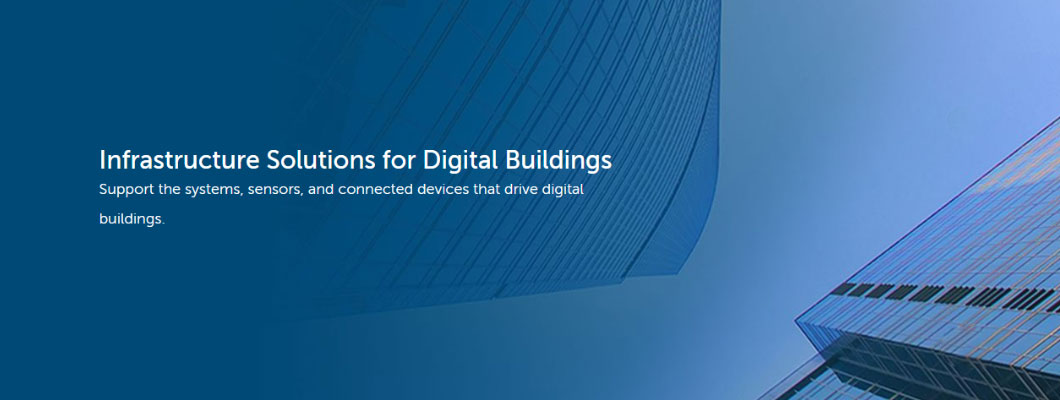 Infrastructure Solutions for Digital Buildings
Support the systems, sensors, and connected devices that drive digital
buildings.